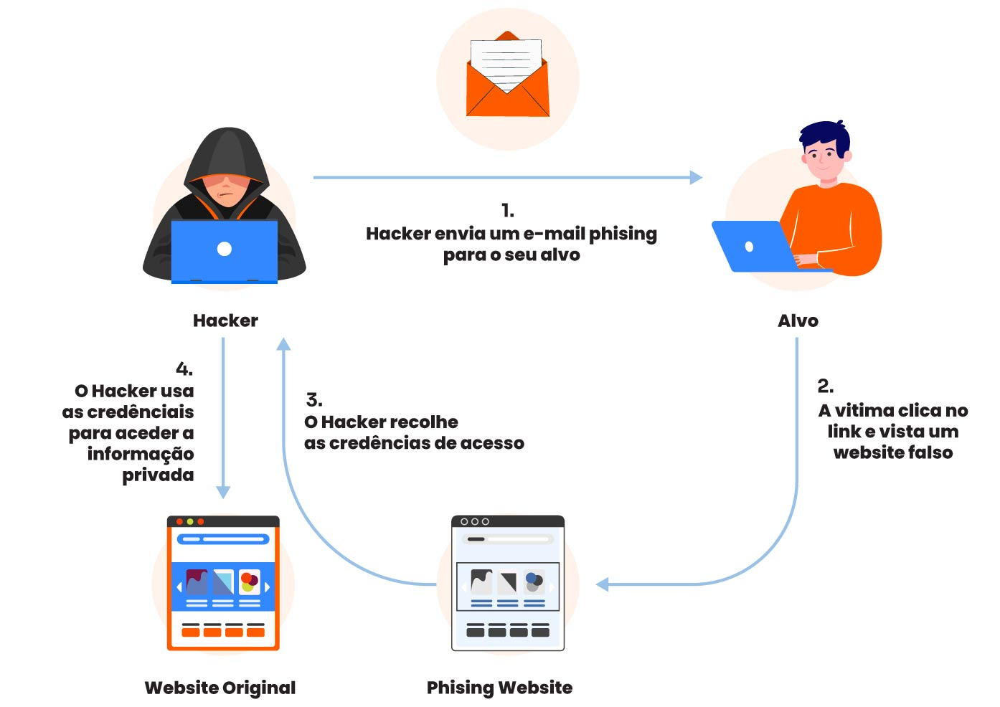 1.
Hacker envia um e-mail phising
para o seu alvo
Hacker
Alvo
4.
O Hacker usa
as credênciais
para aceder a
informação
privada
3.
O Hacker recolhe
as credências de acesso
2.
A vitima clica no
link e vista um
website falso
Website Original
Phising Website